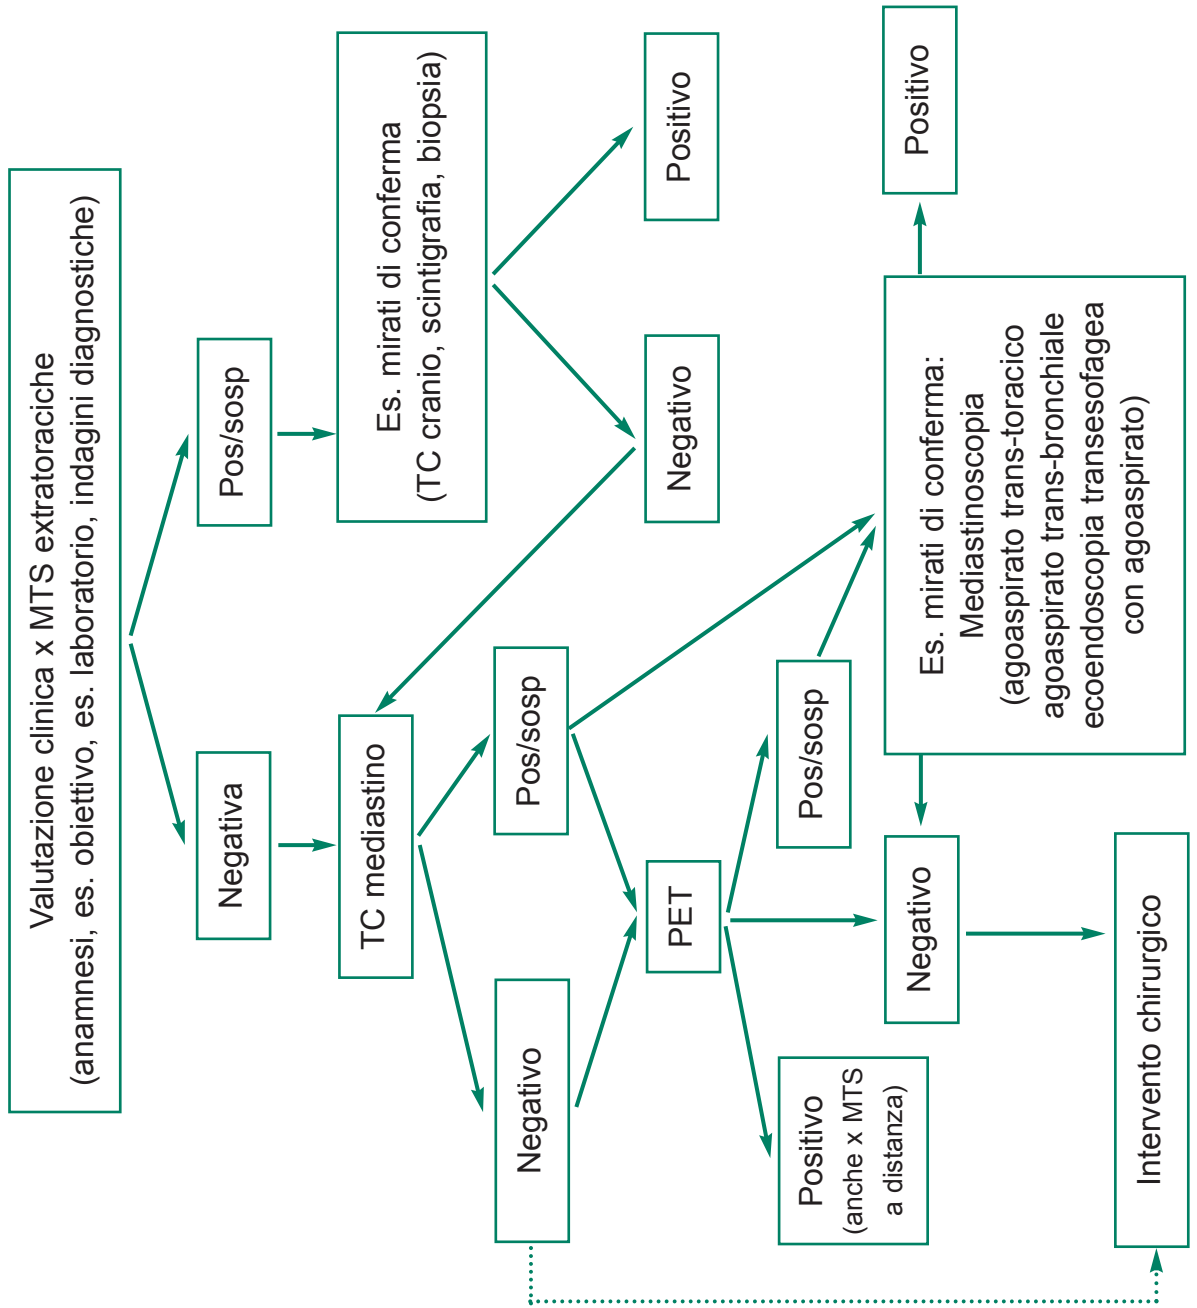 Valutazione clinica x MTS extratoraciche
(anamnesi, es. obiettivo, es. laboratorio, indagini diagnostiche)
Negativa
Pos/sosp
TC mediastino
Es. mirati di conferma
(TC cranio, scintigrafia, biopsia)
Negativo
Pos/sosp
PET
Negativo
Positivo
Positivo
(anche x MTS
a distanza)
Pos/sosp
Negativo
Es. mirati di conferma:
Mediastinoscopia
(agoaspirato trans-toracico
agoaspirato trans-bronchiale
ecoendoscopia transesofagea
con agoaspirato)
Positivo
Intervento chirurgico